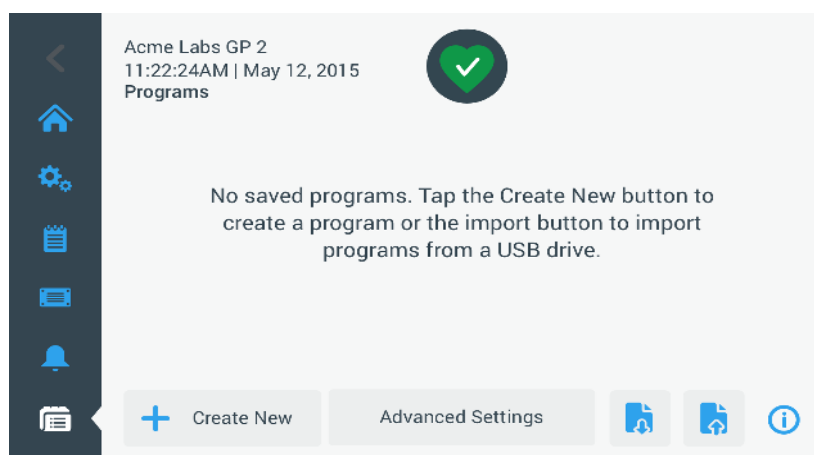 Acme Labs GP 2
11:22:24AM | May 12, 2015
Programs
No saved programs. Tap the Create New button to
create a program or the import button to import
programs from a USB drive.
Create New
Advanced Settings